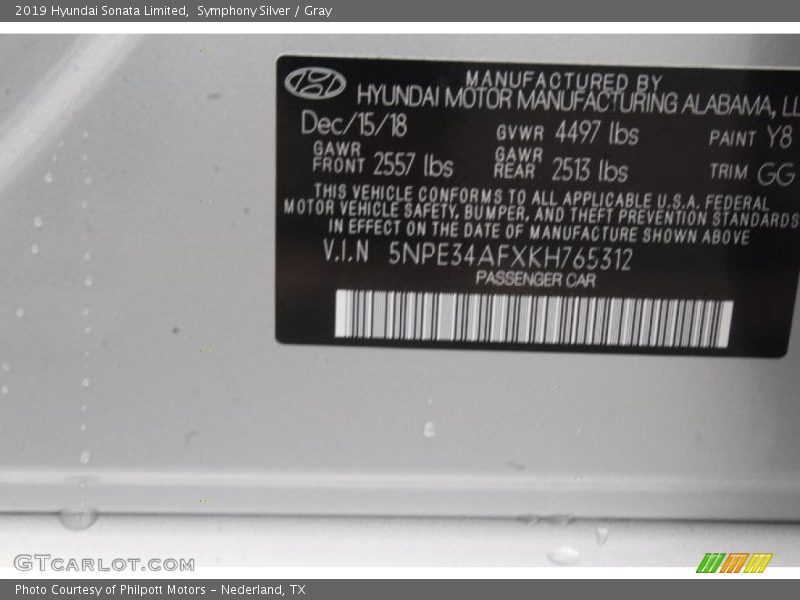 2019 Hyundai Sonata Limited, Symphony Silver / Gray
MANUFACTURED BY
HYUNDAI MOTOR MANUFACTURING ALABAMA, LL
Dec/15/18 GVWR 4497 lbs PAINT Y8
GAWR FRONT 2557 lbs GAWR REAR 2513 lbs TRIM GG
THIS VEHICLE CONFORMS TO ALL APPLICABLE U.S.A. FEDERAL
MOTOR VEHICLE SAFETY, BUMPER, AND THEFT PREVENTION STANDARDS
IN EFFECT ON THE DATE OF MANUFACTURE SHOWN ABOVE
V.I.N 5NPE34AFXKH765312
PASSENGER CAR
GTCARLOT.COM
Photo Courtesy of Philpott Motors - Nederland, TX